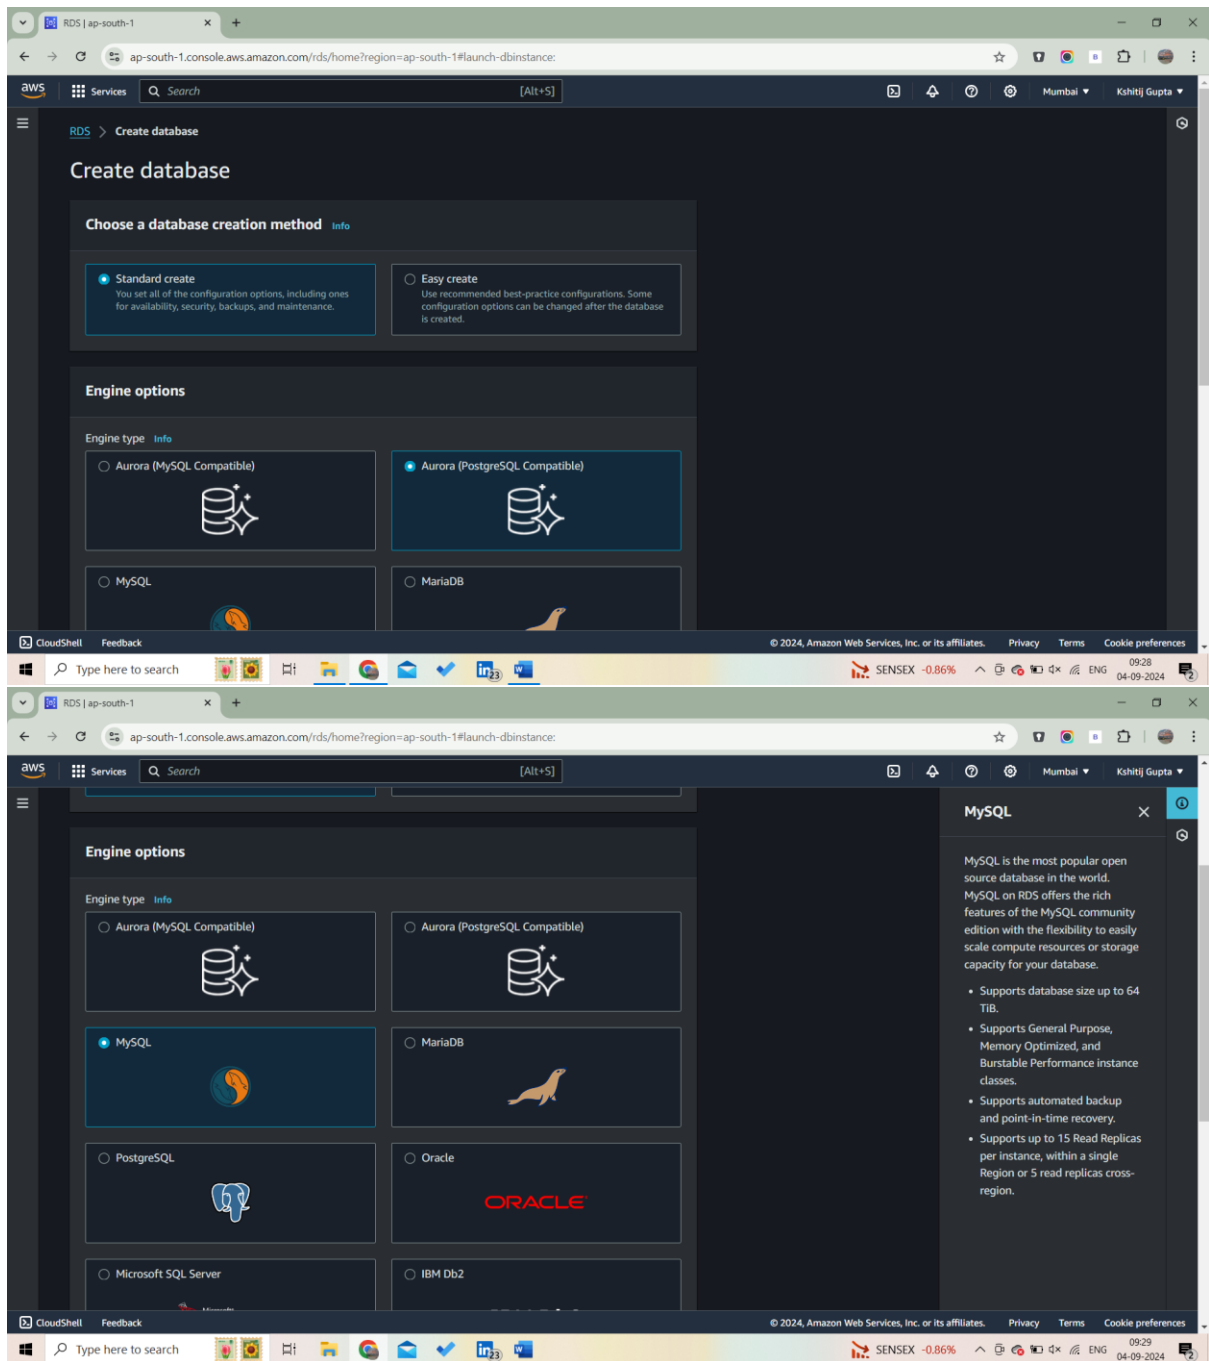 RDS | ap-south-1
ap-south-1.console.aws.amazon.com/rds/home?region=ap-south-1#launch-dbinstance:
aws
Services
Search
[Alt+S]
Mumbai ▼
Kshitij Gupta ▼
RDS > Create database
Create database
Choose a database creation method Info
Standard create
You set all of the configuration options, including ones
for availability, security, backups, and maintenance.
Easy create
Use recommended best-practice configurations. Some
configuration options can be changed after the database
is created.
Engine options
Engine type Info
Aurora (MySQL Compatible)
Aurora (PostgreSQL Compatible)
MySQL
MariaDB
CloudShell
Feedback
© 2024, Amazon Web Services, Inc. or its affiliates.
Privacy
Terms
Cookie preferences
Type here to search
in 23
SENSEX -0.86%
ENG
09:28
04-09-2024
2
RDS | ap-south-1
ap-south-1.console.aws.amazon.com/rds/home?region=ap-south-1#launch-dbinstance:
aws
Services
Search
[Alt+S]
Mumbai ▼
Kshitij Gupta ▼
Engine options
Engine type Info
Aurora (MySQL Compatible)
Aurora (PostgreSQL Compatible)
MySQL
MariaDB
PostgreSQL
Oracle
ORACLE
Microsoft SQL Server
IBM Db2
MySQL
MySQL is the most popular open
source database in the world.
MySQL on RDS offers the rich
features of the MySQL community
edition with the flexibility to easily
scale compute resources or storage
capacity for your database.
• Supports database size up to 64
TiB.
• Supports General Purpose,
Memory Optimized, and
Burstable Performance instance
classes.
• Supports automated backup
and point-in-time recovery.
• Supports up to 15 Read Replicas
per instance, within a single
Region or 5 read replicas cross-
region.
CloudShell
Feedback
© 2024, Amazon Web Services, Inc. or its affiliates.
Privacy
Terms
Cookie preferences
Type here to search
in 23
SENSEX -0.86%
ENG
09:29
04-09-2024
2